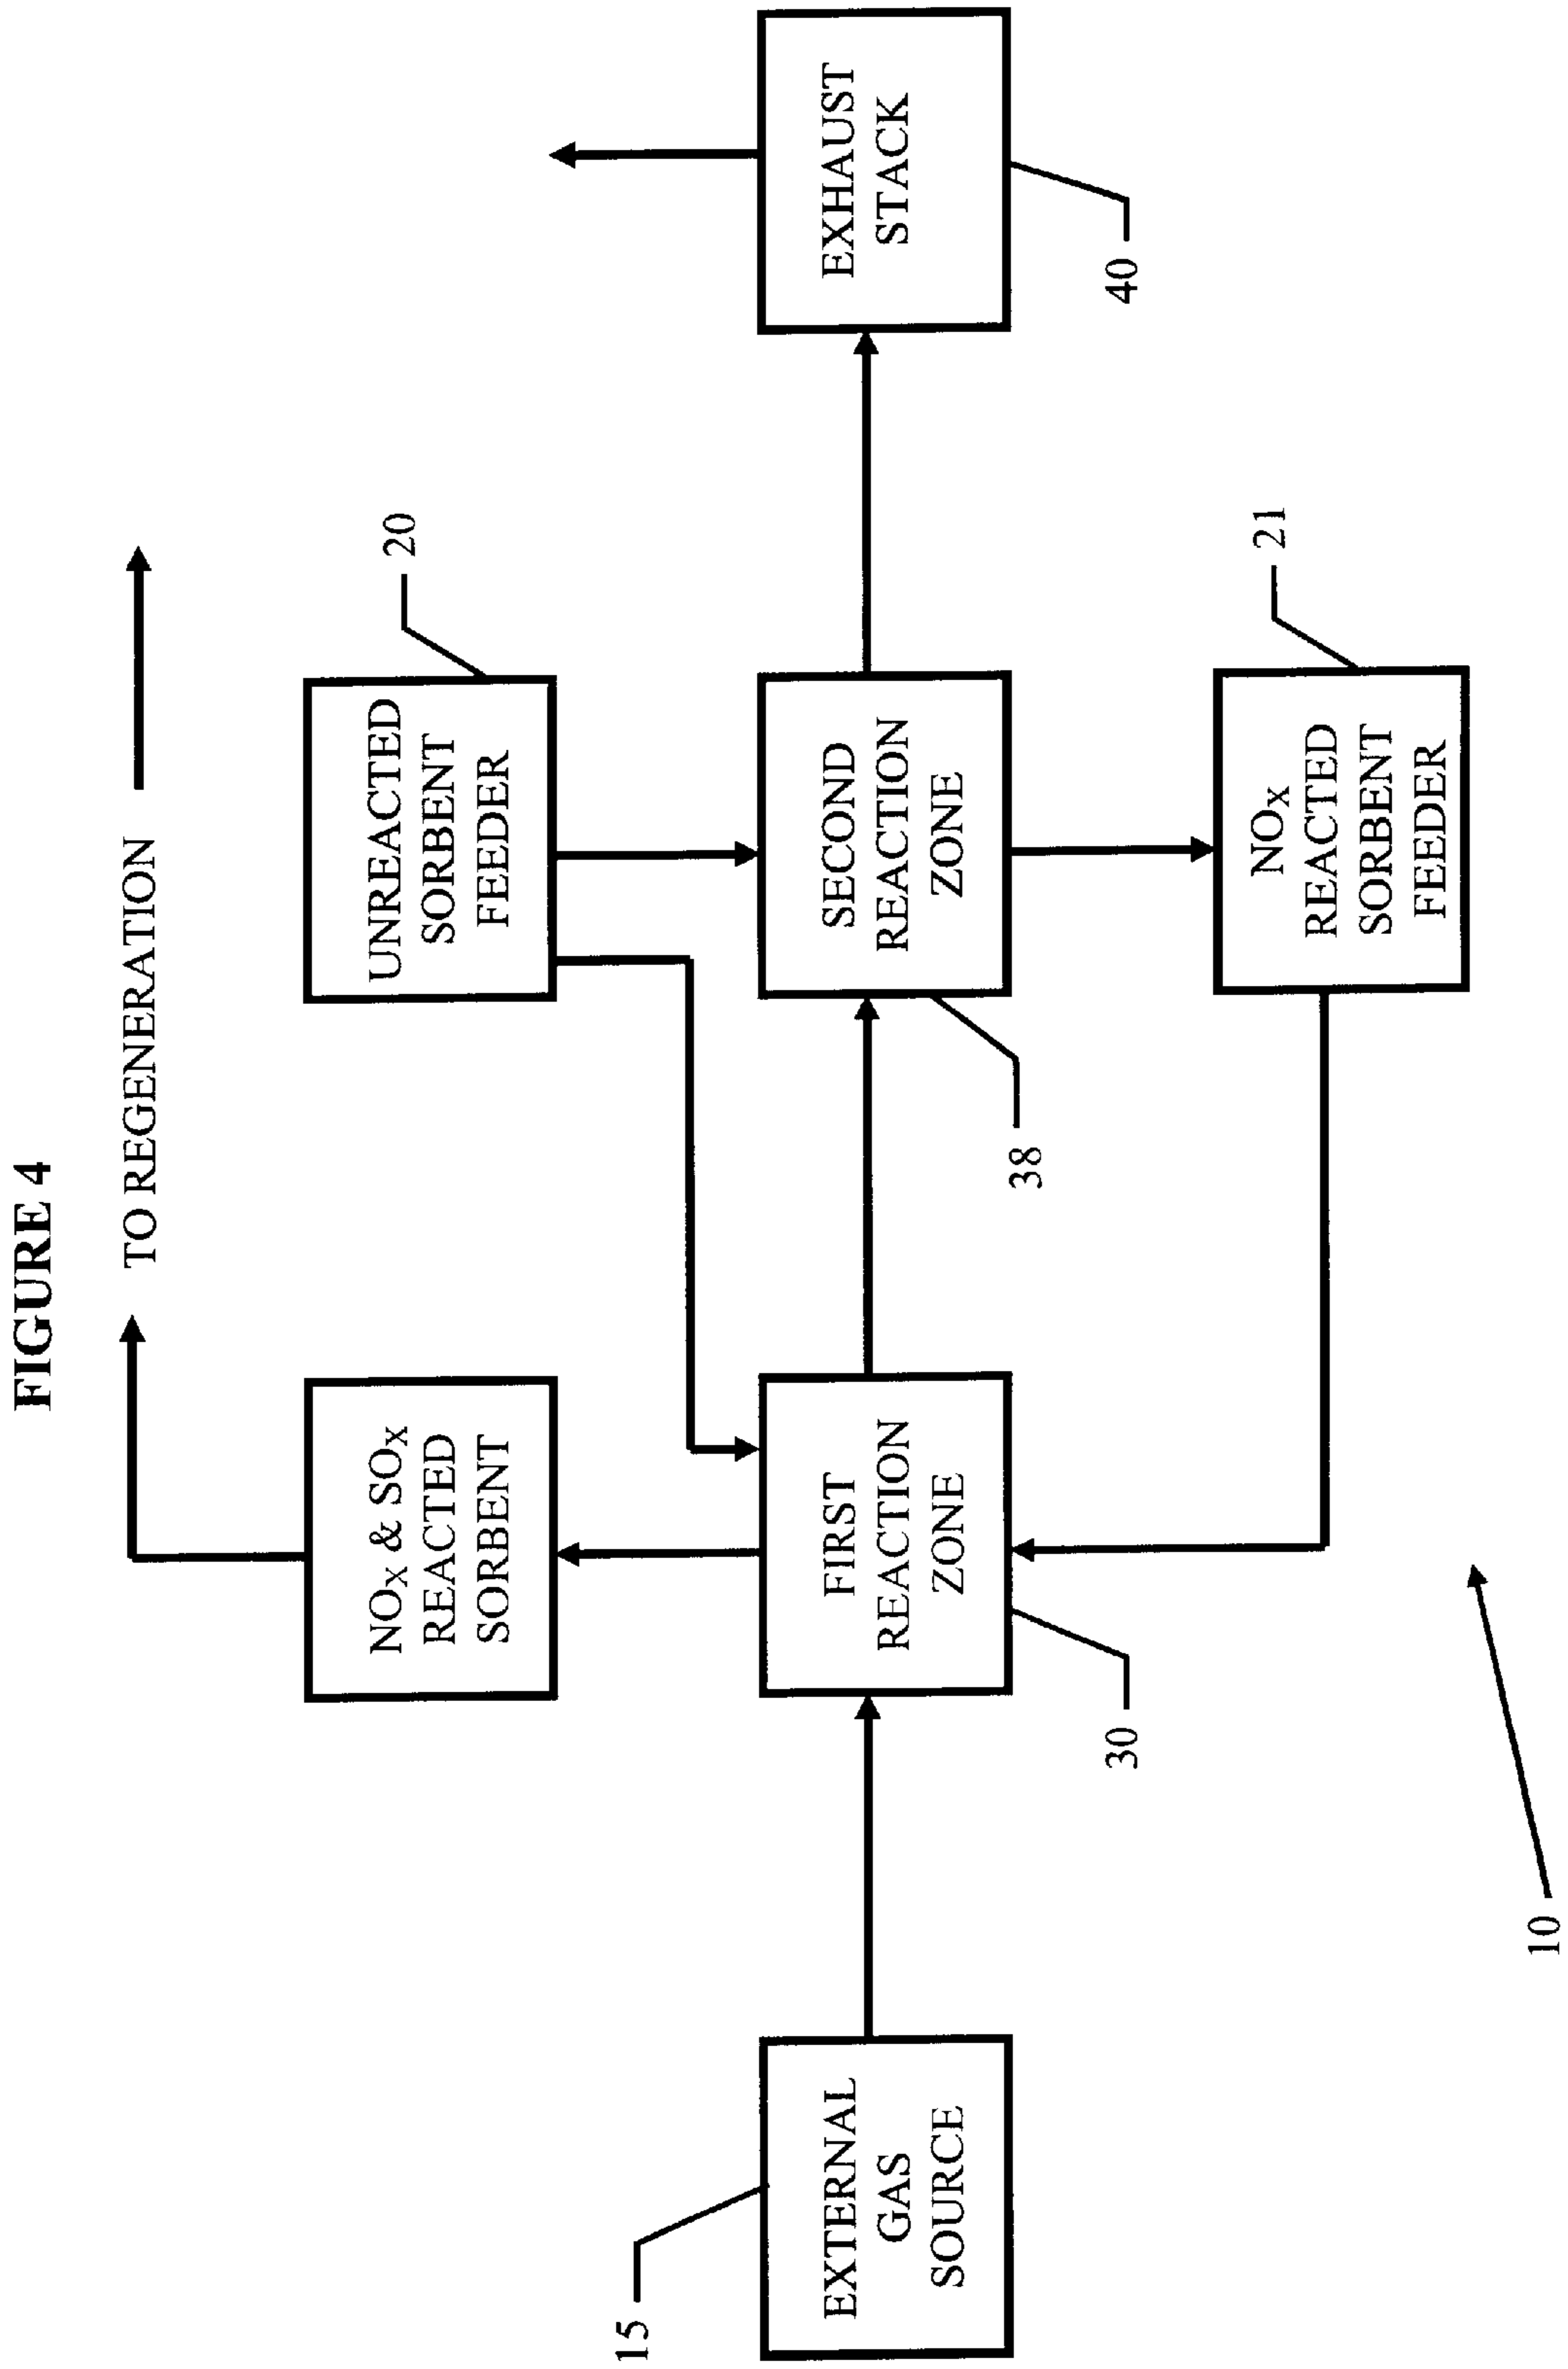 FIGURE 4
TO REGENERATION
NOX & SOX
REACTED
SORBENT
UNREACTED
SORBENT
FEEDER
20
15
EXTERNAL
GAS
SOURCE
FIRST
REACTION
ZONE
30
SECOND
REACTION
ZONE
38
EXHAUST
STACK
40
NOX
REACTED
SORBENT
FEEDER
21
10